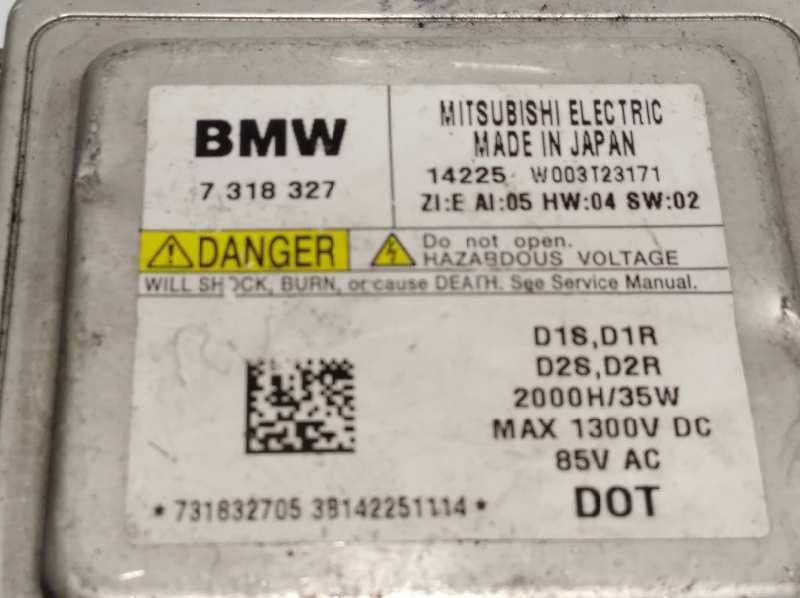 BMW
7 318 327
MITSUBISHI ELECTRIC
MADE IN JAPAN
14225 W003T23171
ZI:E AI:05 HW:04 SW:02
DANGER
Do not open.
HAZARDOUS VOLTAGE
WILL SHOCK, BURN, or cause DEATH. See Service Manual.
D1S,D1R
D2S,D2R
2000H/35W
MAX 1300V DC
85V AC
*731832705 38142251114*
DOT